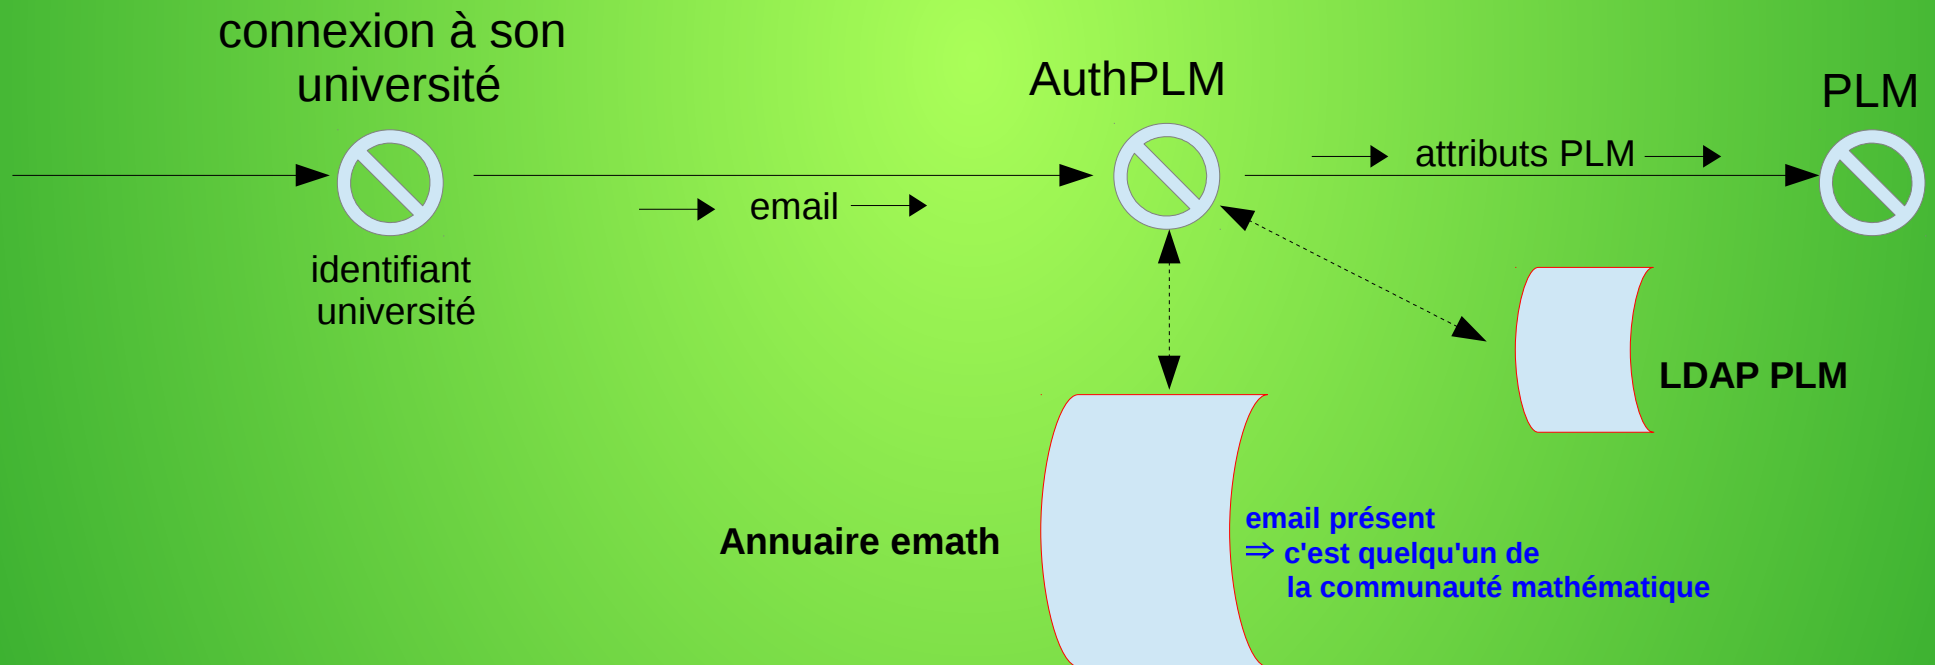 connexion à son
université
AuthPLM
PLM
attributs PLM
email
identifiant
université
LDAP PLM
Annuaire emath
email présent
⇒ c'est quelqu'un de
la communauté mathématique